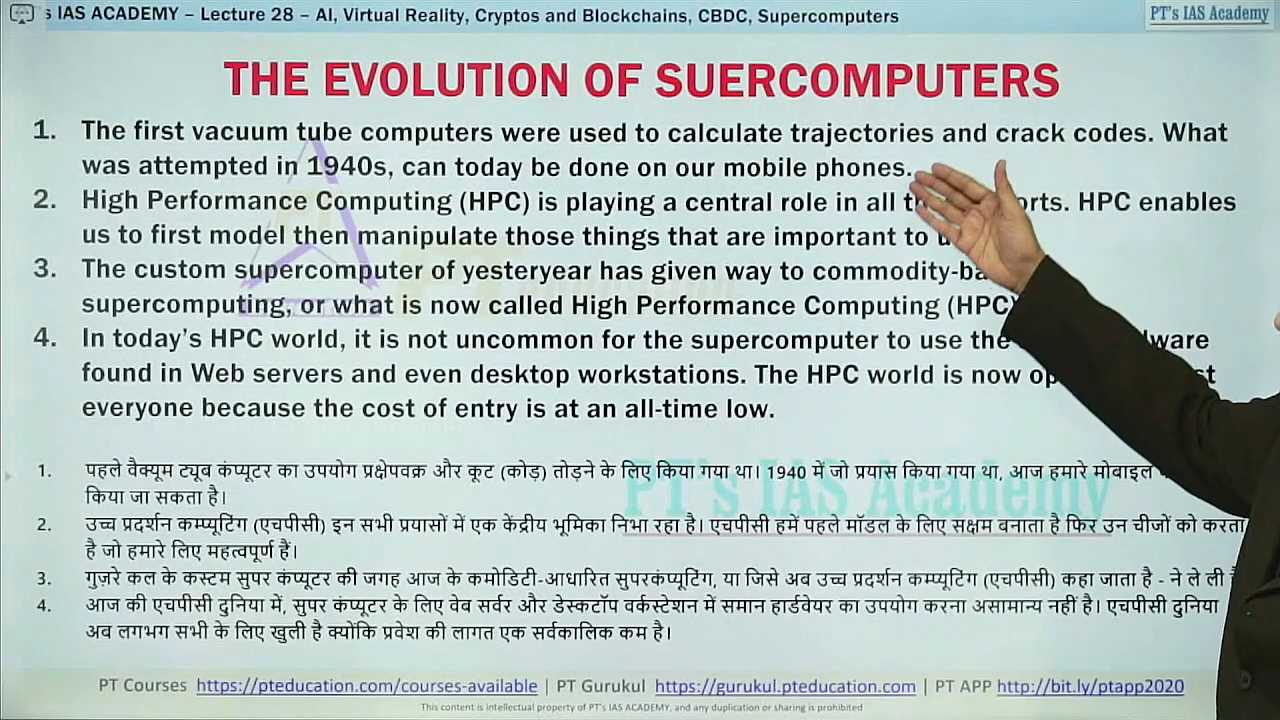 s IAS ACADEMY – Lecture 28 – AI, Virtual Reality, Cryptos and Blockchains, CBDC, Supercomputers
PT's IAS Academy
THE EVOLUTION OF SUERCOMPUTERS
1. The first vacuum tube computers were used to calculate trajectories and crack codes. What
was attempted in 1940s, can today be done on our mobile phones.
2. High Performance Computing (HPC) is playing a central role in all HPC enables
us to first model then manipulate those things that are important to
3. The custom supercomputer of yesteryear has given way to
supercomputing, or what is now called High Performance Computing (HPC)
4. In today's HPC world, it is not uncommon for the supercomputer to use the
found in Web servers and even desktop workstations. The HPC world is now
everyone because the cost of entry is at an all-time low.
1. पहले वैक्यूम ट्यूब कंप्यूटर का उपयोग प्रक्षेपवक्र और कूट (कोड) तोड़ने के लिए किया गया था। 1940 में जो प्रयास किया गया था, आज हमारे मोबाइल
किया जा सकता है।
2. उच्च प्रदर्शन कम्प्यूटिंग (एचपीसी) इन सभी प्रयासों में एक केंद्रीय भूमिका निभा रहा है। एचपीसी हमें पहले मॉडल के लिए सक्षम बनाता है फिर उन चीजों को करता
है जो हमारे लिए महत्वपूर्ण हैं।
3. गुज़रे कल के कस्टम सुपर कंप्यूटर की जगह आज के कमोडिटी-आधारित सुपरकंप्यूटिंग, या जिसे अब उच्च प्रदर्शन कम्प्यूटिंग (एचपीसी) कहा जाता है - ने ले ली
4. आज की एचपीसी दुनिया में, सुपर कंप्यूटर के लिए वेब सर्वर और डेस्कटॉप वर्कस्टेशन में समान हार्डवेयर का उपयोग करना असामान्य नहीं है। एचपीसी दुनिया
अब लगभग सभी के लिए खुली है क्योंकि प्रवेश की लागत एक सर्वकालिक कम है।
PT's IAS Academy
PT Courses https://pteducation.com/courses-available | PT Gurukul https://gurukul.pteducation.com | PT APP http://bit.ly/ptapp2020
This content is intellectual property of PT's IAS ACADEMY, and any duplication or sharing is prohibited